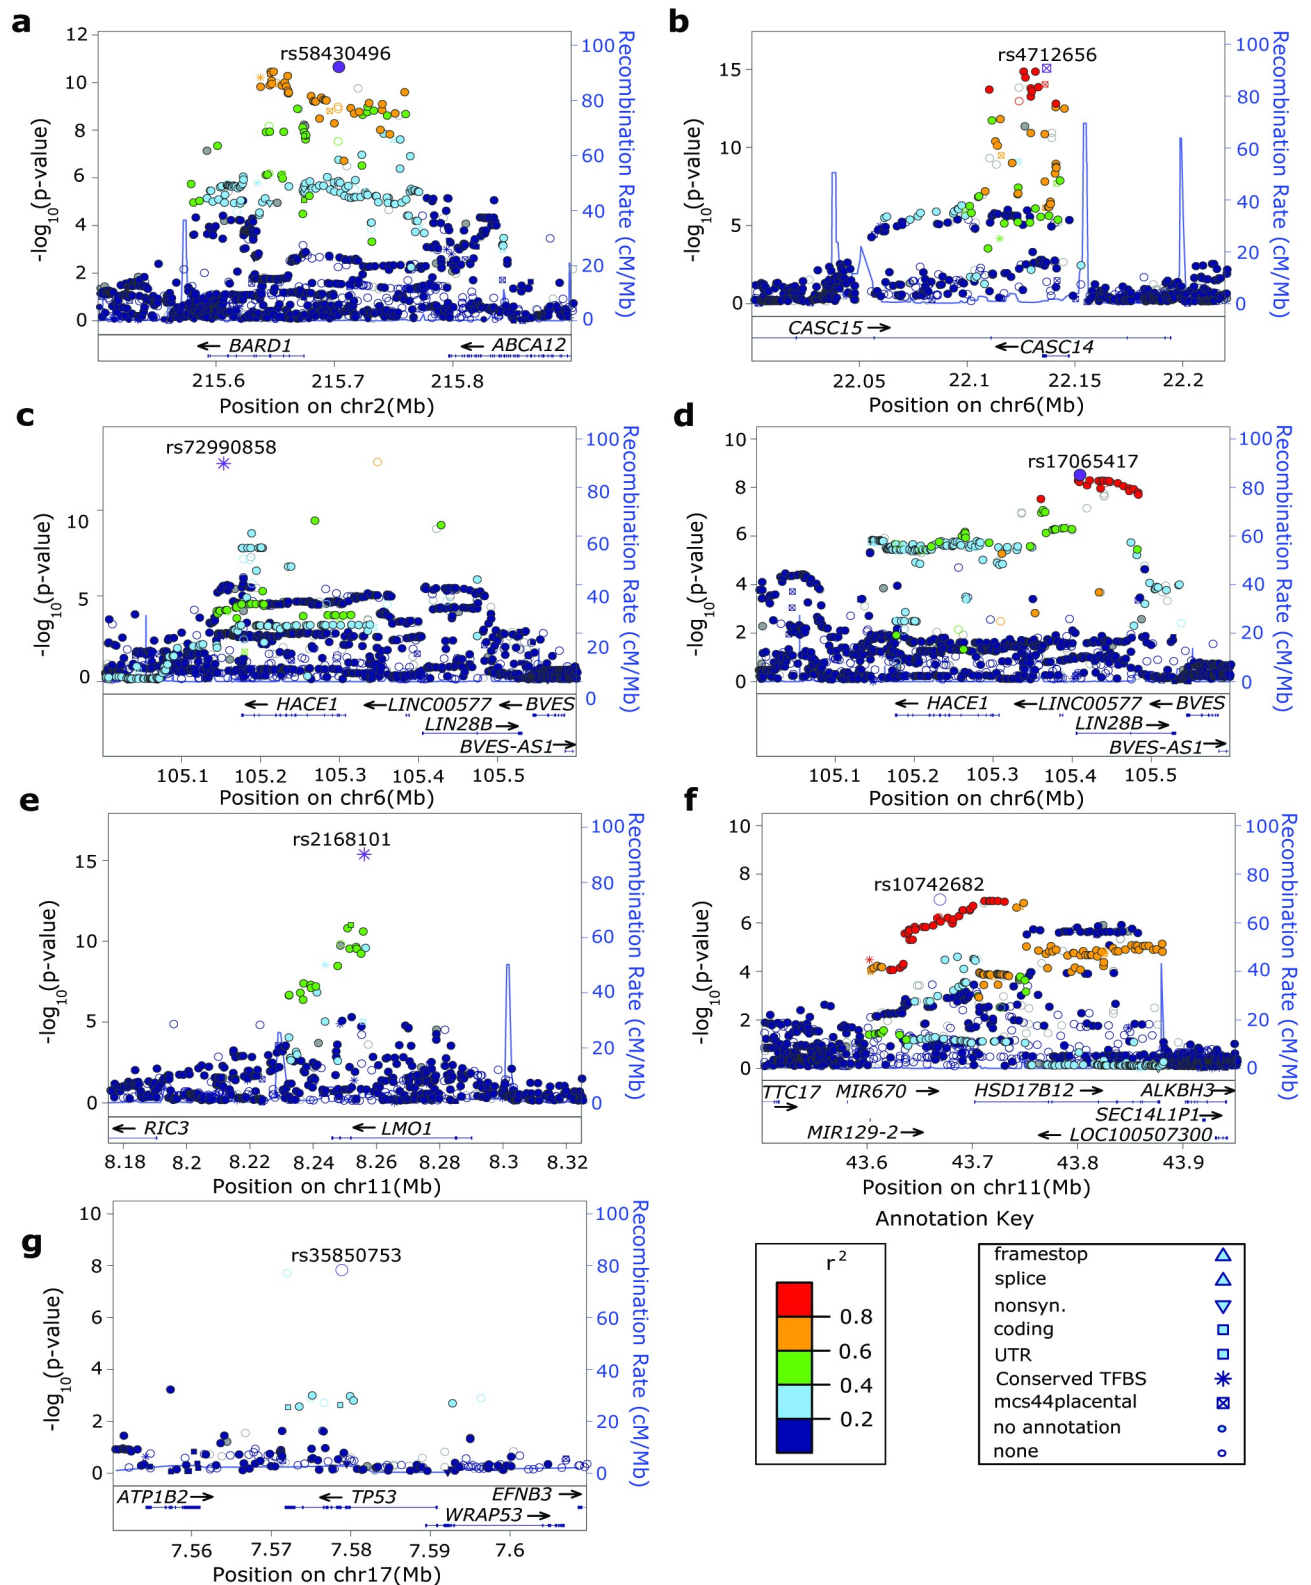 a
rs58430496
12
10
8
6
4
2
0
-log10(p-value)
100
80
60
40
20
0
Recombination Rate (cM/Mb)
BARD1
ABCA12
215.6
215.7
215.8
Position on chr2(Mb)
b
rs4712656
15
10
5
0
-log10(p-value)
100
80
60
40
20
0
Recombination Rate (cM/Mb)
CASC15
CASC14
22.05
22.1
22.15
22.2
Position on chr6(Mb)
c
rs72990858
10
5
0
-log10(p-value)
100
80
60
40
20
0
Recombination Rate (cM/Mb)
HACE1
LINC00577
BVES
LIN28B
BVES-AS1
105.1
105.2
105.3
105.4
105.5
Position on chr6(Mb)
d
rs17065417
10
8
6
4
2
0
-log10(p-value)
100
80
60
40
20
0
Recombination Rate (cM/Mb)
HACE1
LINC00577
BVES
LIN28B
BVES-AS1
105.1
105.2
105.3
105.4
105.5
Position on chr6(Mb)
e
rs2168101
15
10
5
0
-log10(p-value)
100
80
60
40
20
0
Recombination Rate (cM/Mb)
RIC3
LMO1
8.18
8.2
8.22
8.24
8.26
8.28
8.3
8.32
Position on chr11(Mb)
f
rs10742682
10
8
6
4
2
0
-log10(p-value)
100
80
60
40
20
0
Recombination Rate (cM/Mb)
TTC17
MIR670
HSD17B12
ALKBH3
SEC14L1P1
MIR129-2
LOC100507300
43.6
43.7
43.8
43.9
Position on chr11(Mb)
g
rs35850753
10
8
6
4
2
0
-log10(p-value)
100
80
60
40
20
0
Recombination Rate (cM/Mb)
ATP1B2
TP53
EFNB3
WRAP53
7.56
7.57
7.58
7.59
7.6
Position on chr17(Mb)
Annotation Key
r2
0.8
0.6
0.4
0.2
framestop
splice
nonsyn.
coding
UTR
Conserved TFBS
mcs44placental
no annotation
none